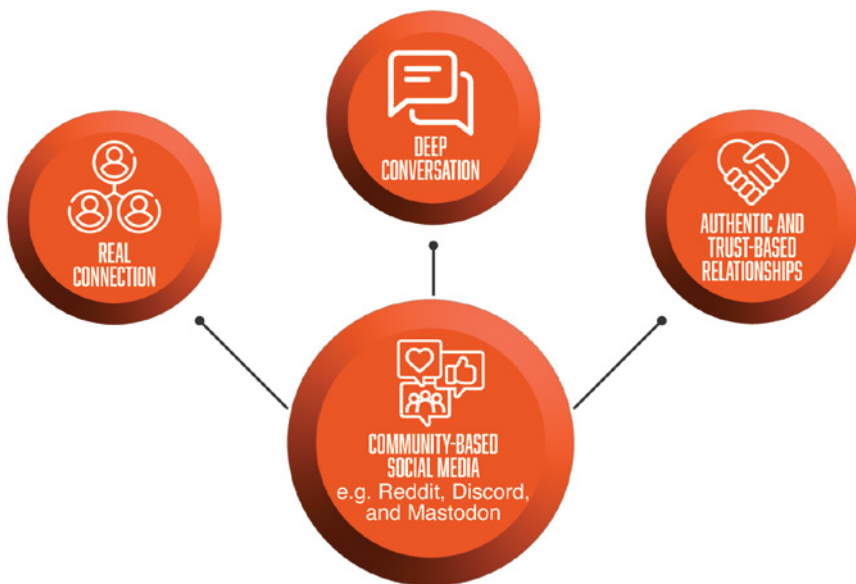 DEEP
CONVERSATION
REAL
CONNECTION
AUTHENTIC AND
TRUST-BASED
RELATIONSHIPS
COMMUNITY-BASED
SOCIAL MEDIA
e.g. Reddit, Discord,
and Mastodon